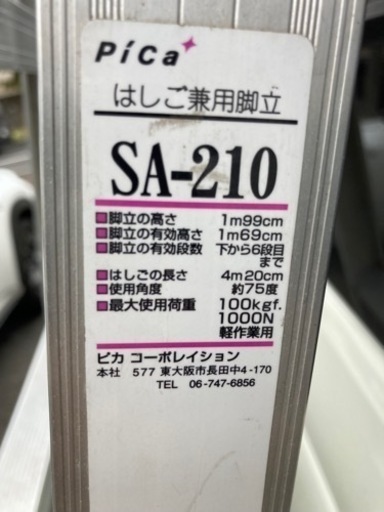 PiCa
はしご兼用脚立
SA-210
■脚立の高さ 1m99cm
■脚立の有効高さ 1m69cm
■脚立の有効段数 下から6段目
まで
■はしごの長さ 4m20cm
■使用角度 約75度
■最大使用荷重 100kgf.
1000N
軽作業用
ピカ コーポレイション
本社 577 東大阪市長田中4-170
TEL 06-747-6856